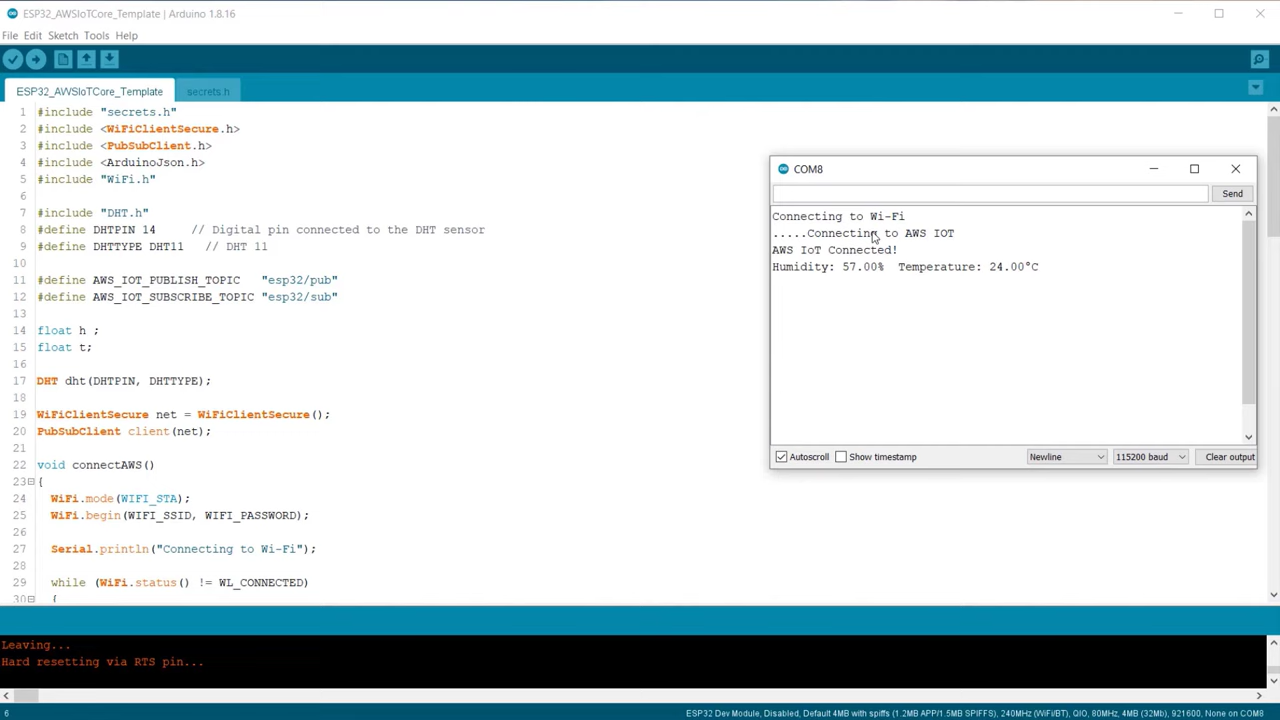 ESP32_AWSIoTCore_Template | Arduino 1.8.16
File Edit Sketch Tools Help
ESP32_AWSIoTCore_Template
secrets.h
1 #include "secrets.h"
2 #include <WiFiClientSecure.h>
3 #include <PubSubClient.h>
4 #include <ArduinoJson.h>
5 #include "WiFi.h"
6
7 #include "DHT.h"
8 #define DHTPIN 14 // Digital pin connected to the DHT sensor
9 #define DHTTYPE DHT11 // DHT 11
10
11 #define AWS_IOT_PUBLISH_TOPIC "esp32/pub"
12 #define AWS_IOT_SUBSCRIBE_TOPIC "esp32/sub"
13
14 float h ;
15 float t;
16
17 DHT dht(DHTPIN, DHTTYPE);
18
19 WiFiClientSecure net = WiFiClientSecure();
20 PubSubClient client(net);
21
22 void connectAWS()
23 {
24 WiFi.mode(WIFI_STA);
25 WiFi.begin(WIFI_SSID, WIFI_PASSWORD);
26
27 Serial.println("Connecting to Wi-Fi");
28
29 while (WiFi.status() != WL_CONNECTED)
30 {
COM8
Send
Connecting to Wi-Fi
.....Connecting to AWS IOT
AWS IoT Connected!
Humidity: 57.00% Temperature: 24.00°C
Autoscroll Show timestamp Newline 115200 baud Clear output
Leaving...
Hard resetting via RTS pin...
6 ESP32 Dev Module, Disabled, Default 4MB with spiffs (1.2MB APP/1.5MB SPIFFS), 240MHz (WiFi/BT), QIO, 80MHz, 4MB (32Mb), 921600, None on COM8